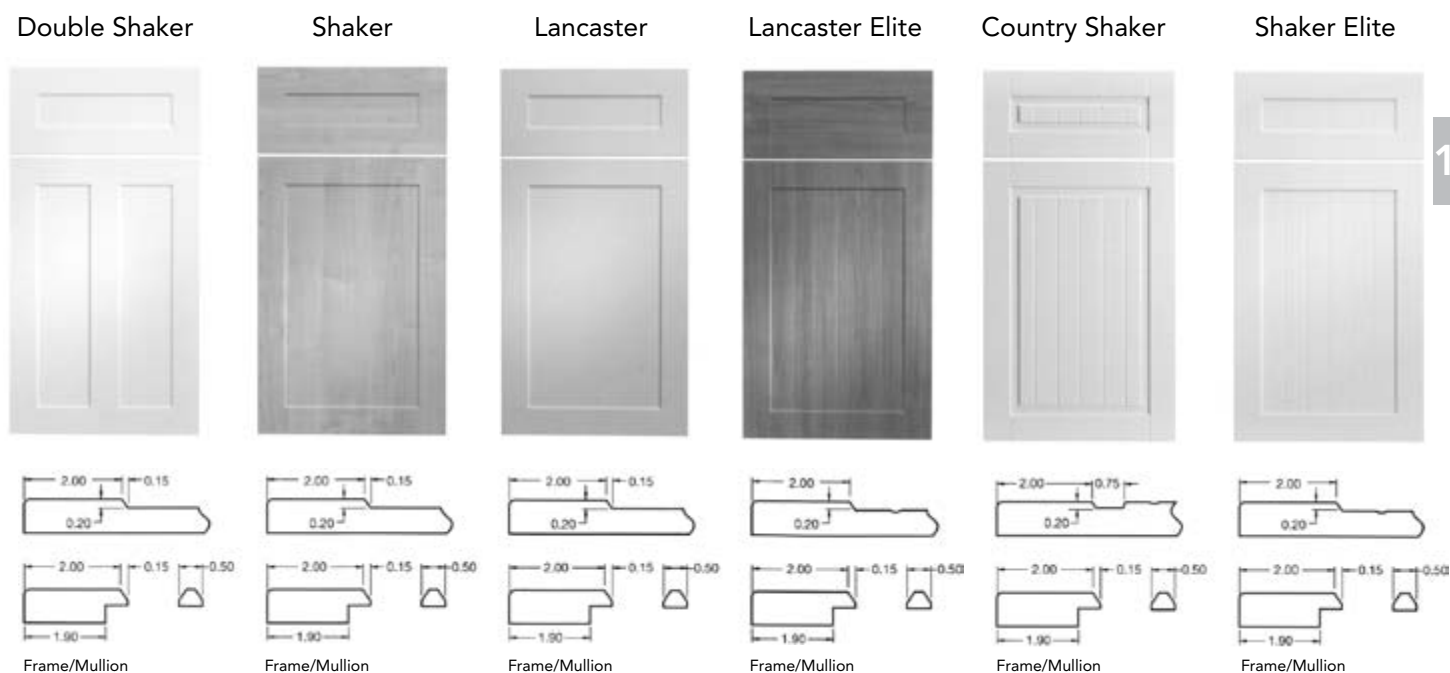 Double Shaker
Shaker
Lancaster
Lancaster Elite
Country Shaker
Shaker Elite
1
2.00 0.15
0.20
2.00 0.15
0.20
2.00 0.15
0.20
2.00
0.20
2.00 0.75
0.20
2.00
0.20
2.00 0.15 0.50
1.90
2.00 0.15 0.50
1.90
2.00 0.15 0.50
1.90
2.00 0.15 0.50
1.90
2.00 0.15 0.50
1.90
2.00 0.15 0.50
1.90
Frame/Mullion
Frame/Mullion
Frame/Mullion
Frame/Mullion
Frame/Mullion
Frame/Mullion